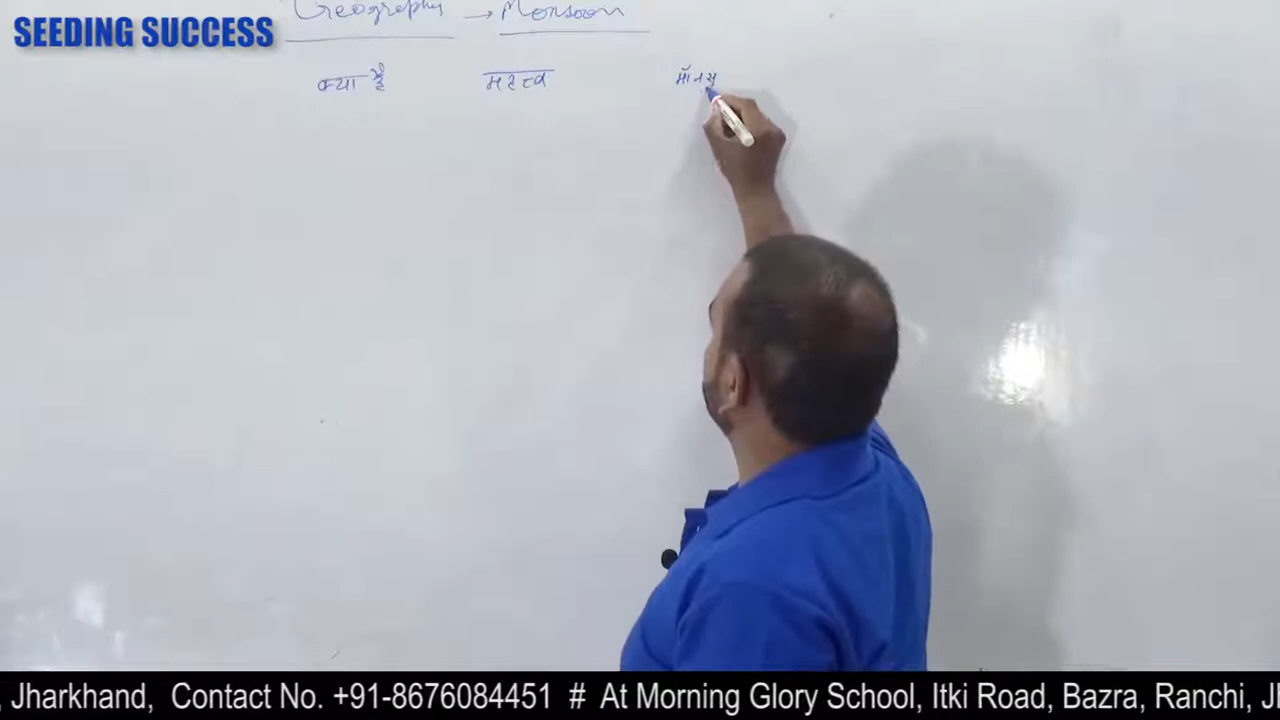 SEEDING SUCCESS
Geography → Monsoon
क्या है महत्व मॉनसू
, Jharkhand, Contact No. +91-8676084451 # At Morning Glory School, Itki Road, Bazra, Ranchi, JI